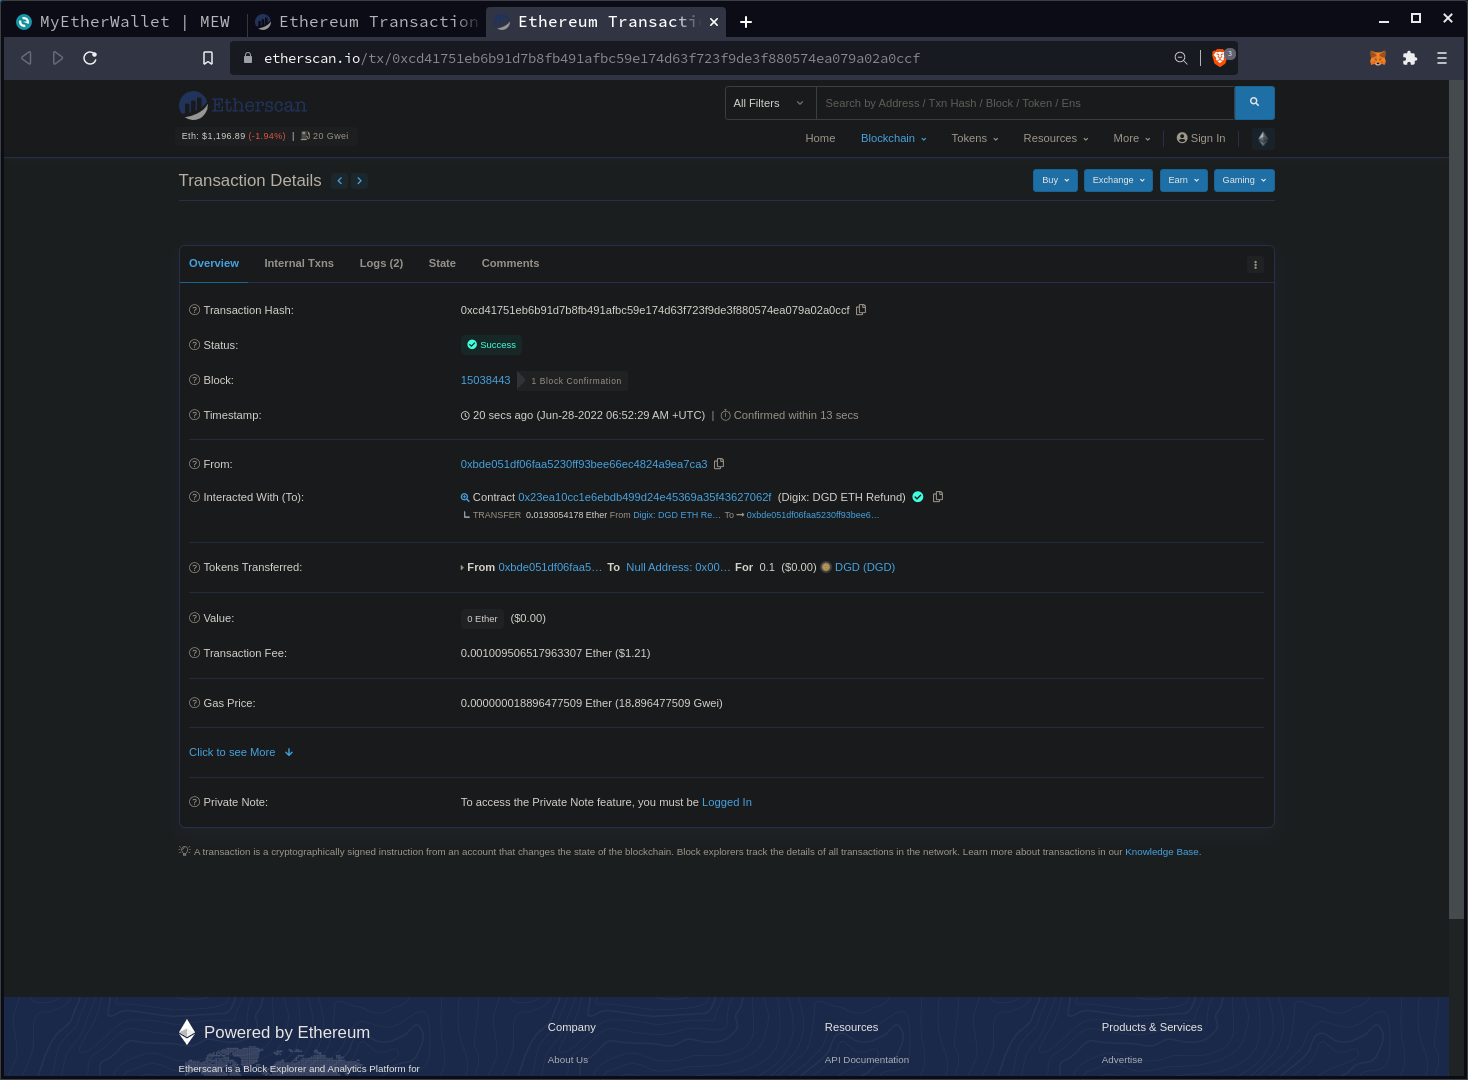 MyEtherWallet | MEW
Ethereum Transaction
Ethereum Transacti
etherscan.io/tx/0xcd41751eb6b91d7b8fb491afbc59e174d63f723f9de3f880574ea079a02a0ccf
3
Etherscan
All Filters
Search by Address / Txn Hash / Block / Token / Ens
Eth: $1,196.89 (-1.94%) | 20 Gwei
Home Blockchain Tokens Resources More Sign In
Transaction Details
Buy Exchange Earn Gaming
Overview Internal Txns Logs (2) State Comments
Transaction Hash: 0xcd41751eb6b91d7b8fb491afbc59e174d63f723f9de3f880574ea079a02a0ccf
Status: Success
Block: 15038443 1 Block Confirmation
Timestamp: 20 secs ago (Jun-28-2022 06:52:29 AM +UTC) | Confirmed within 13 secs
From: 0xbde051df06faa5230ff93bee66ec4824a9ea7ca3
Interacted With (To): Contract 0x23ea10cc1e6ebdb499d24e45369a35f43627062f (Digix: DGD ETH Refund)
TRANSFER 0.0193054178 Ether From Digix: DGD ETH Re... To → 0xbde051df06faa5230ff93bee6...
Tokens Transferred: From 0xbde051df06faa5... To Null Address: 0x00... For 0.1 ($0.00) DGD (DGD)
Value: 0 Ether ($0.00)
Transaction Fee: 0.001009506517963307 Ether ($1.21)
Gas Price: 0.000000018896477509 Ether (18.896477509 Gwei)
Click to see More
Private Note: To access the Private Note feature, you must be Logged In
A transaction is a cryptographically signed instruction from an account that changes the state of the blockchain. Block explorers track the details of all transactions in the network. Learn more about transactions in our Knowledge Base.
Powered by Ethereum
Etherscan is a Block Explorer and Analytics Platform for
Company
About Us
Resources
API Documentation
Products & Services
Advertise